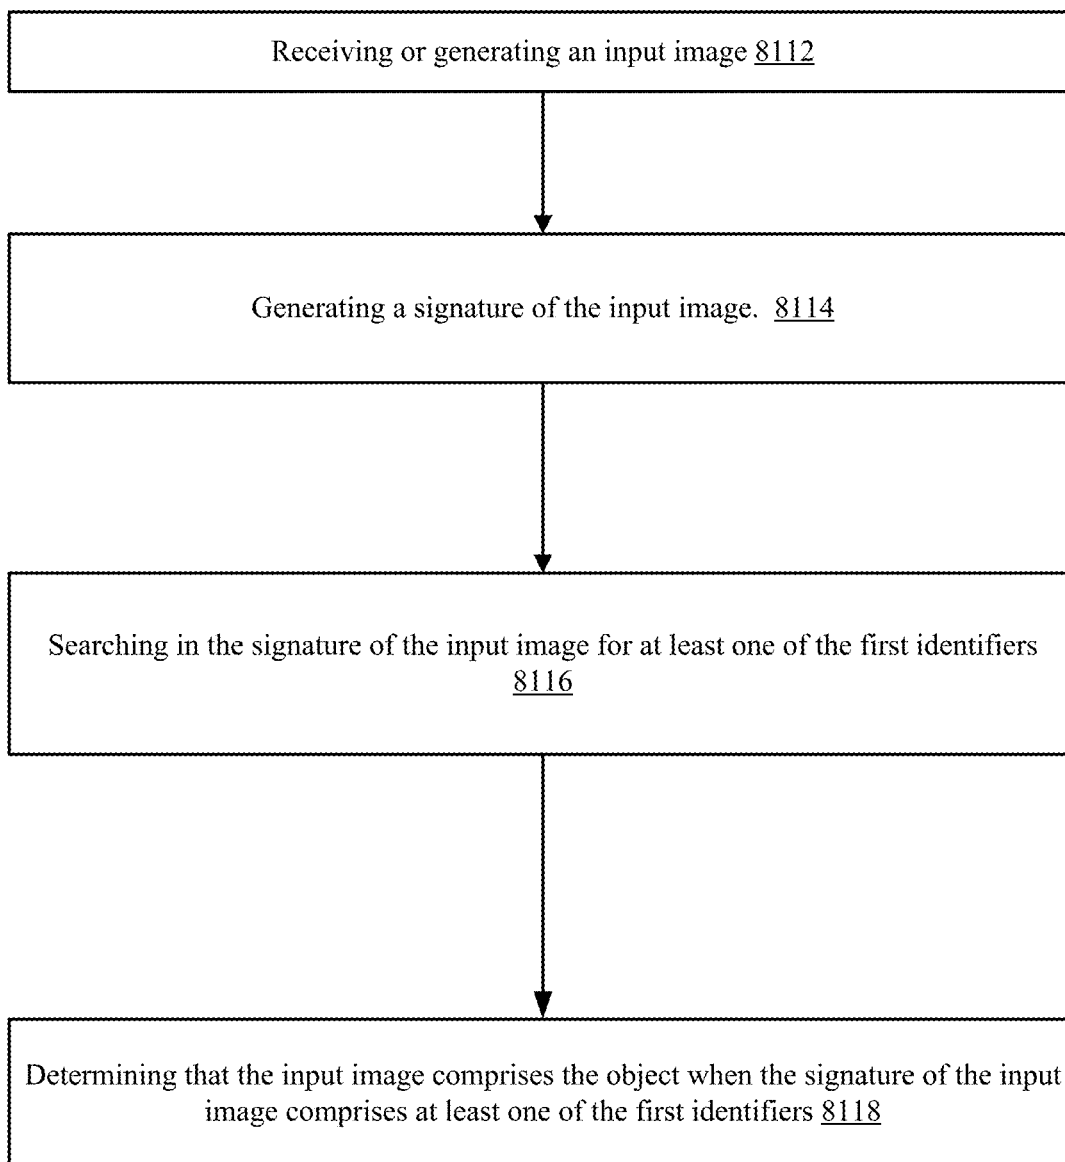 Receiving or generating an input image 8112
Generating a signature of the input image. 8114
Searching in the signature of the input image for at least one of the first identifiers
8116
Determining that the input image comprises the object when the signature of the input
image comprises at least one of the first identifiers 8118